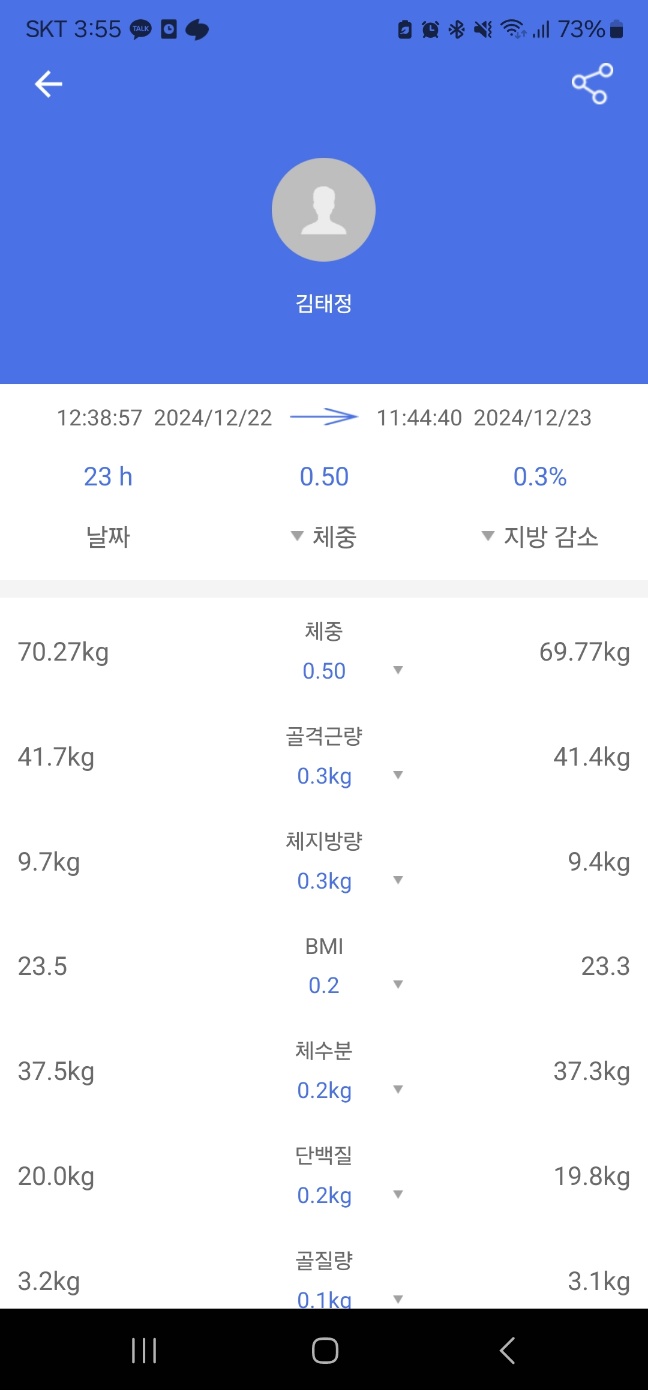 SKT 3:55 TALK 73%
김태정
12:38:57 2024/12/22 11:44:40 2024/12/23
23 h 0.50 0.3%
날짜 ▼ 체중 ▼ 지방 감소
체중
70.27kg 0.50 ▼ 69.77kg
골격근량
41.7kg 0.3kg ▼ 41.4kg
체지방량
9.7kg 0.3kg ▼ 9.4kg
BMI
23.5 0.2 ▼ 23.3
체수분
37.5kg 0.2kg ▼ 37.3kg
단백질
20.0kg 0.2kg ▼ 19.8kg
골질량
3.2kg 0.1kg ▼ 3.1kg